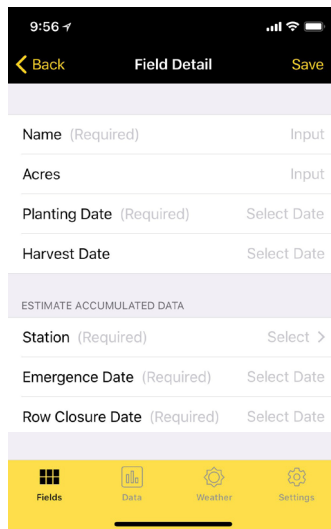 9:56
Back Field Detail Save
Name (Required) Input
Acres Input
Planting Date (Required) Select Date
Harvest Date Select Date
ESTIMATE ACCUMULATED DATA
Station (Required) Select >
Emergence Date (Required) Select Date
Row Closure Date (Required) Select Date
Fields Data Weather Settings